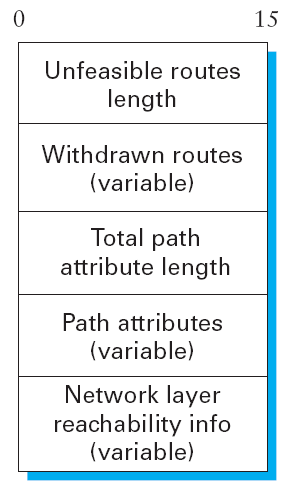 0 15
Unfeasible routes
length
Withdrawn routes
(variable)
Total path
attribute length
Path attributes
(variable)
Network layer
reachability info
(variable)